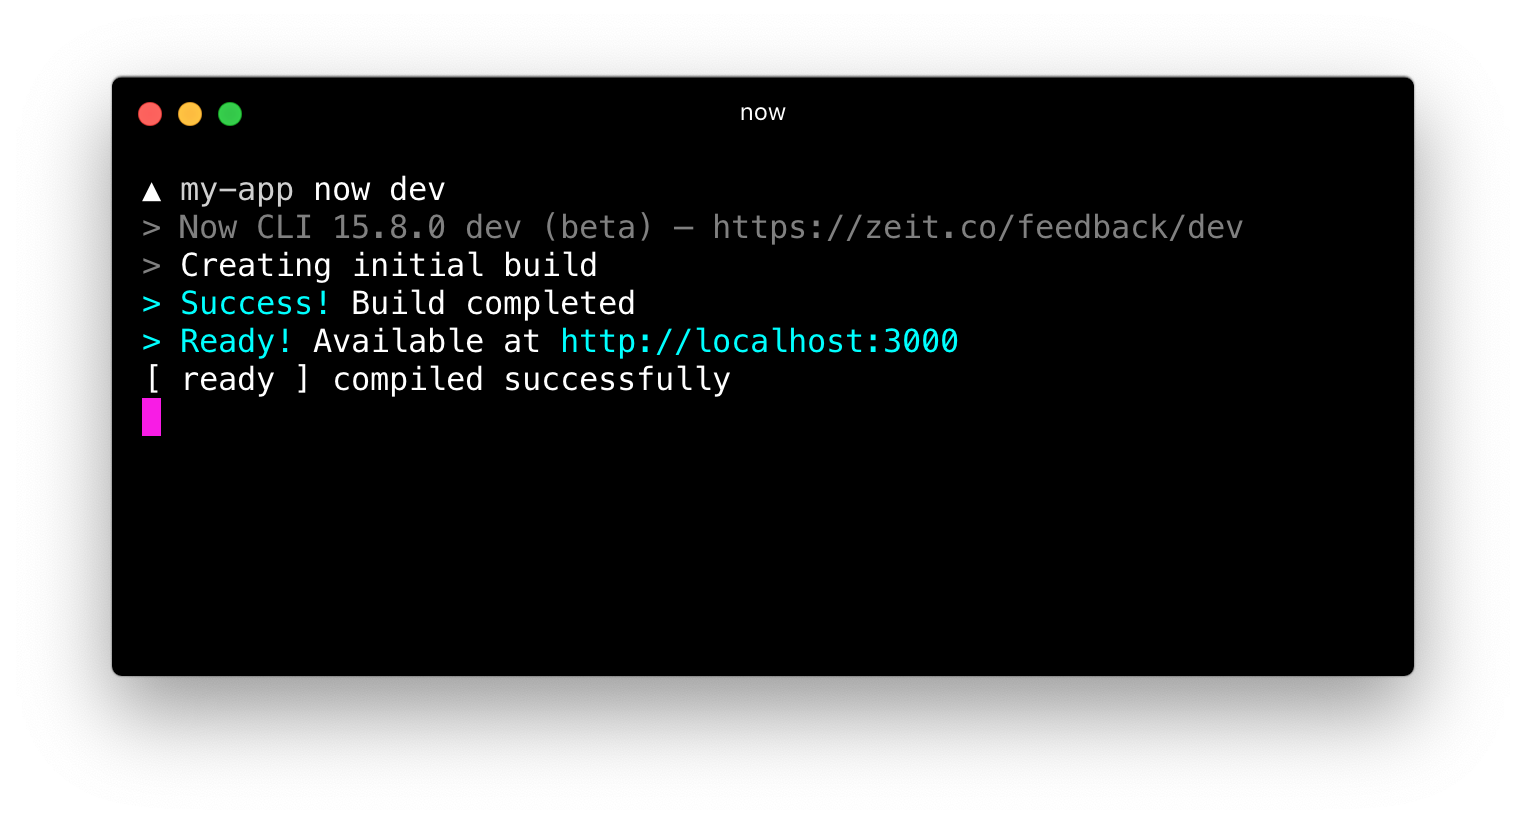 now
▲ my-app now dev
> Now CLI 15.8.0 dev (beta) — https://zeit.co/feedback/dev
> Creating initial build
> Success! Build completed
> Ready! Available at http://localhost:3000
[ ready ] compiled successfully